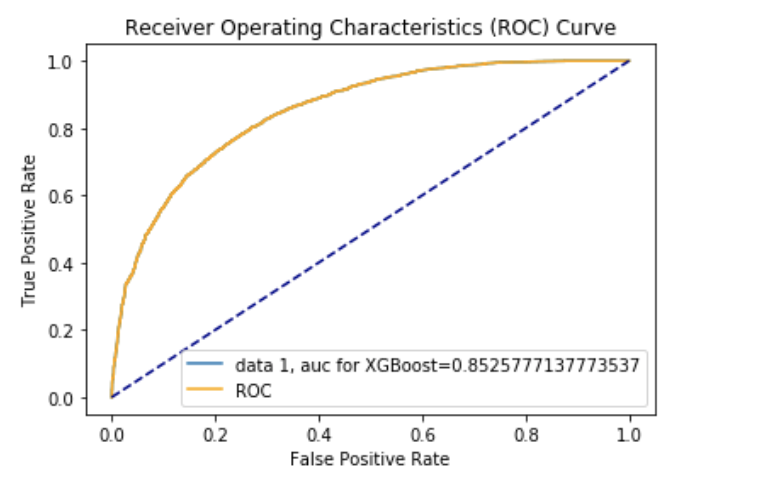 Receiver Operating Characteristics (ROC) Curve
1.0
0.8
0.6
0.4
0.2
0.0
True Positive Rate
data 1, auc for XGBoost=0.8525777137773537
ROC
0.0 0.2 0.4 0.6 0.8 1.0
False Positive Rate